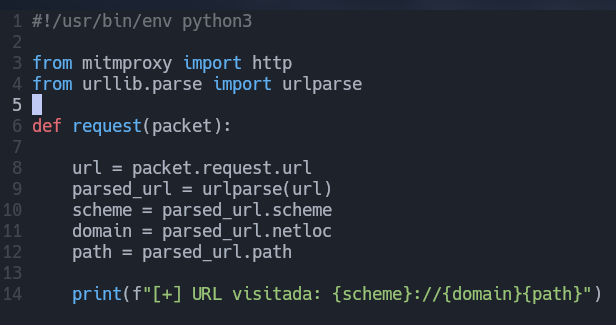 1 #!/usr/bin/env python3
2
3 from mitmproxy import http
4 from urllib.parse import urlparse
5
6 def request(packet):
7
8     url = packet.request.url
9     parsed_url = urlparse(url)
10     scheme = parsed_url.scheme
11     domain = parsed_url.netloc
12     path = parsed_url.path
13
14     print(f"[+] URL visitada: {scheme}://{domain}{path}")